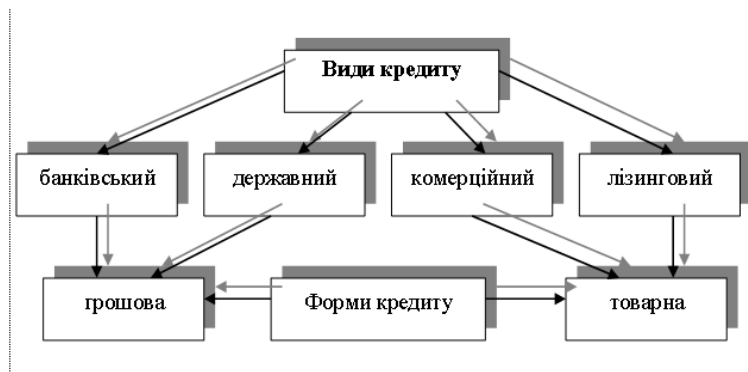 Види кредиту
банківський
державний
комерційний
лізинговий
грошова
Форми кредиту
товарна